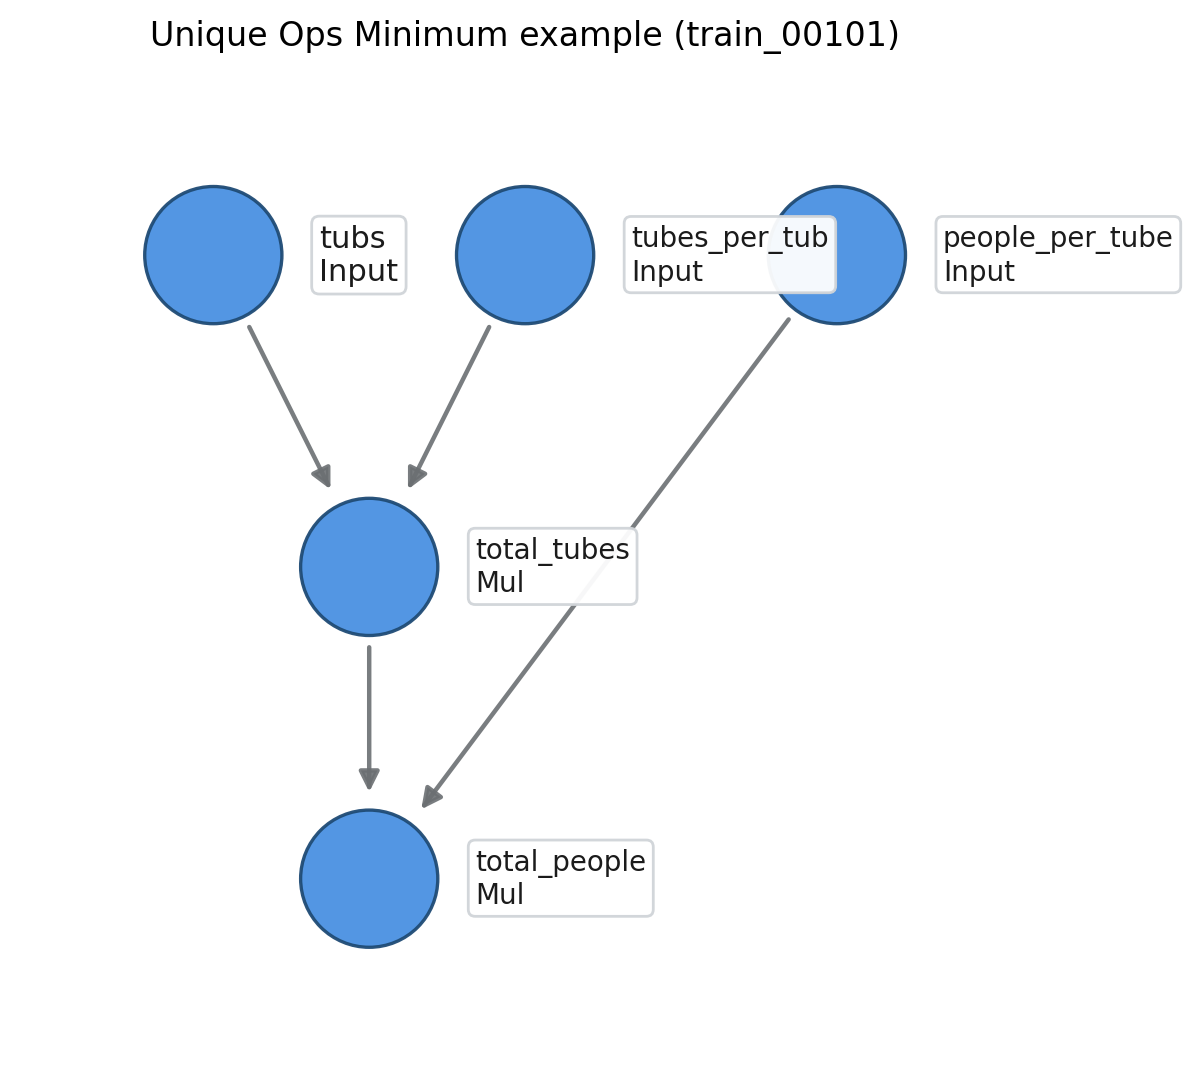 Unique Ops Minimum example (train_00101)
tubs
Input
tubes_per_tub
Input
people_per_tube
Input
total_tubes
Mul
total_people
Mul